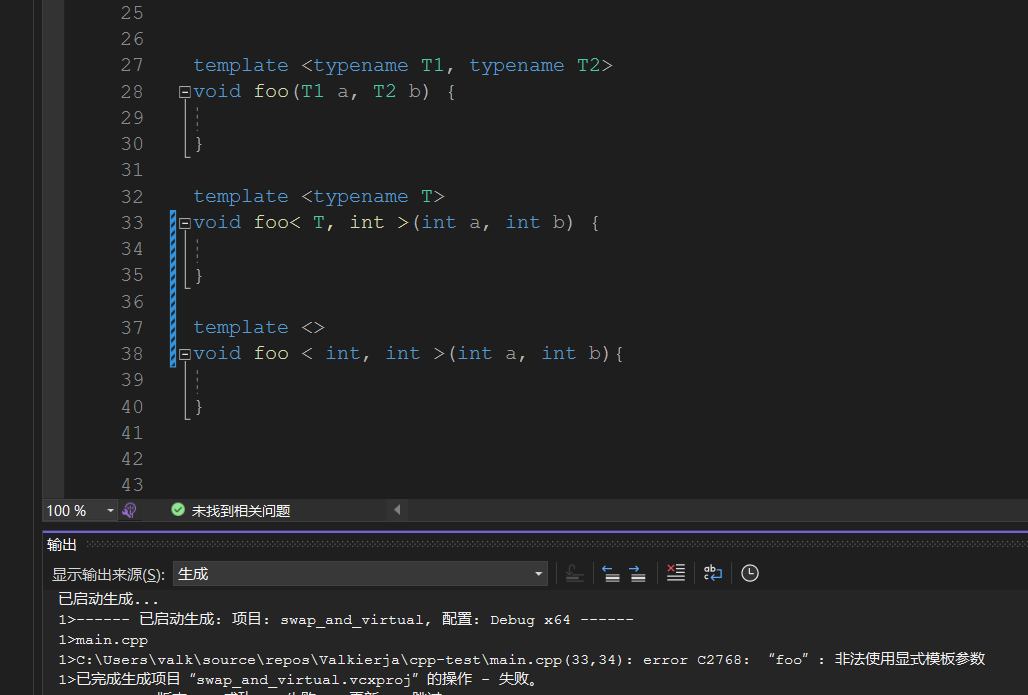 25
26
27 template <typename T1, typename T2>
28 void foo(T1 a, T2 b) {
29
30 }
31
32 template <typename T>
33 void foo< T, int >(int a, int b) {
34
35 }
36
37 template <>
38 void foo < int, int >(int a, int b){
39
40 }
41
42
43
100 % 未找到相关问题
输出
显示输出来源(S): 生成
已启动生成...
1>------ 已启动生成: 项目: swap_and_virtual, 配置: Debug x64 ------
1>main.cpp
1>C:\Users\valk\source\repos\Valkierja\cpp-test\main.cpp(33,34): error C2768: “foo”: 非法使用显式模板参数
1>已完成生成项目“swap_and_virtual.vcxproj”的操作 - 失败。